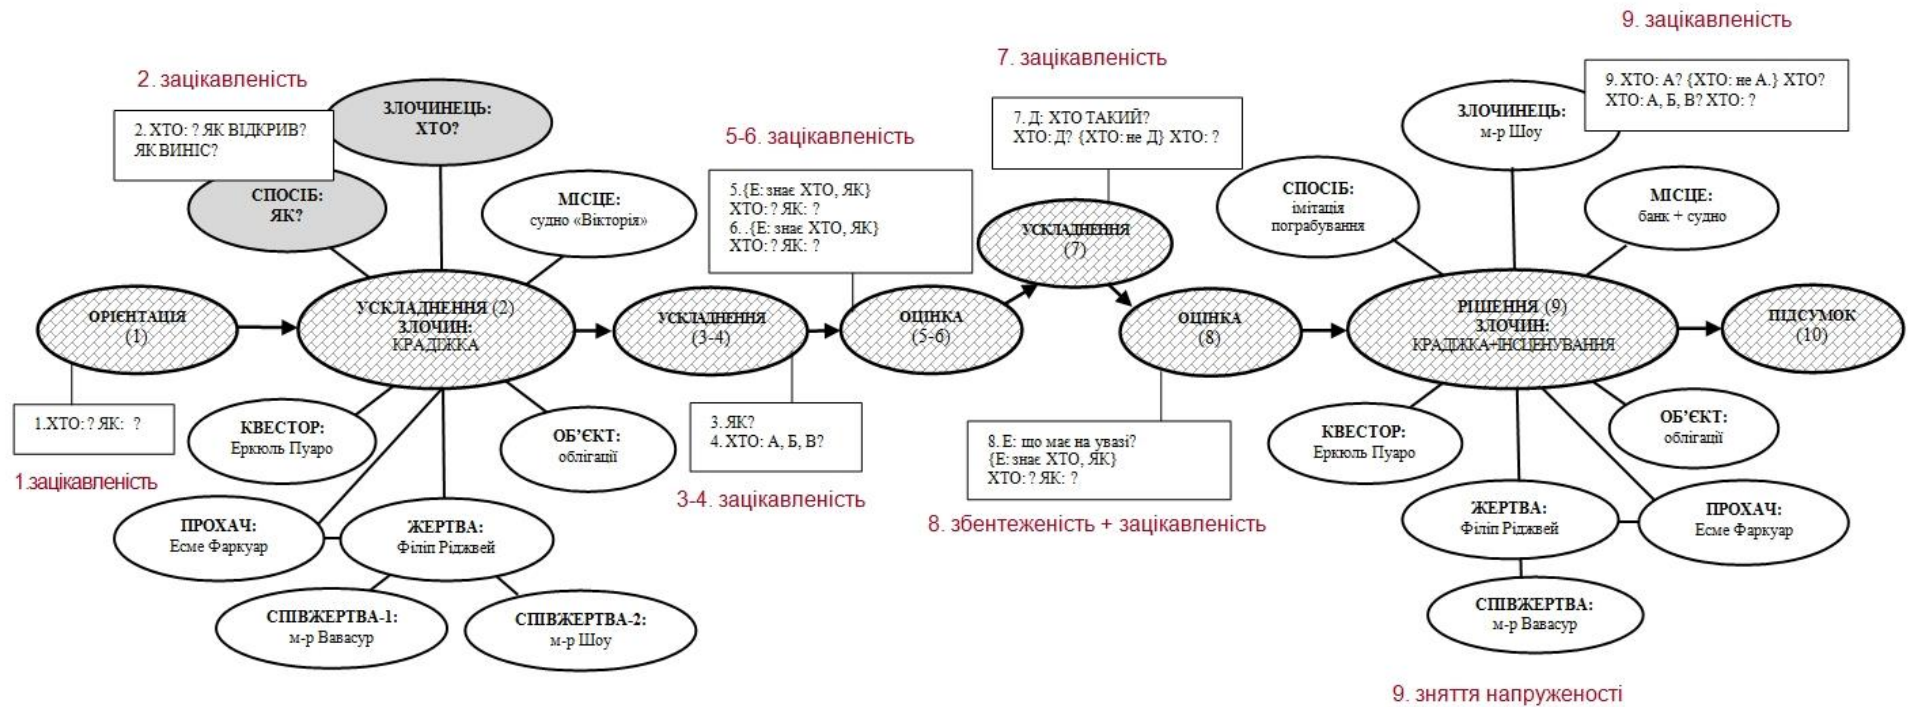 9. зацікавленість
7. зацікавленість
2. зацікавленість
5-6. зацікавленість
2. ХТО: ? ЯК ВІДКРИВ?
ЯК ВИНІС?
ЗЛОЧИНЕЦЬ:
ХТО?
СПОСІБ:
ЯК?
МІСЦЕ:
судно «Вікторія»
5.{Е: знає ХТО, ЯК}
ХТО: ? ЯК: ?
6. .{Е: знає ХТО, ЯК}
ХТО: ? ЯК: ?
7. Д: ХТО ТАКИЙ?
ХТО: Д? {ХТО: не Д} ХТО: ?
9. ХТО: А? {ХТО: не А.} ХТО?
ХТО: А, Б, В? ХТО: ?
ЗЛОЧИНЕЦЬ:
м-р Шоу
СПОСІБ:
імітація
пограбування
МІСЦЕ:
банк + судно
ОРІЄНТАЦІЯ
(1)
УСКЛАДНЕННЯ (2)
ЗЛОЧИН:
КРАДІЖКА
УСКЛАДНЕННЯ
(3-4)
ОЦІНКА
(5-6)
УСКЛАДНЕННЯ
(7)
ОЦІНКА
(8)
РІШЕННЯ (9)
ЗЛОЧИН:
КРАДІЖКА+ІНСЦЕНУВАННЯ
ПІДСУМОК
(10)
1.ХТО: ? ЯК: ?
1.зацікавленість
КВЕСТОР:
Еркюль Пуаро
ОБ’ЄКТ:
облігації
3. ЯК?
4. ХТО: А, Б, В?
3-4. зацікавленість
8. Е: що має на увазі?
{Е: знає ХТО, ЯК}
ХТО: ? ЯК: ?
8. збентеженість + зацікавленість
КВЕСТОР:
Еркюль Пуаро
ОБ’ЄКТ:
облігації
ПРОХАЧ:
Есме Фаркуар
ЖЕРТВА:
Філіп Ріджвей
СПІВЖЕРТВА-1:
м-р Вавасур
СПІВЖЕРТВА-2:
м-р Шоу
ЖЕРТВА:
Філіп Ріджвей
ПРОХАЧ:
Есме Фаркуар
СПІВЖЕРТВА:
м-р Вавасур
9. зняття напруженості